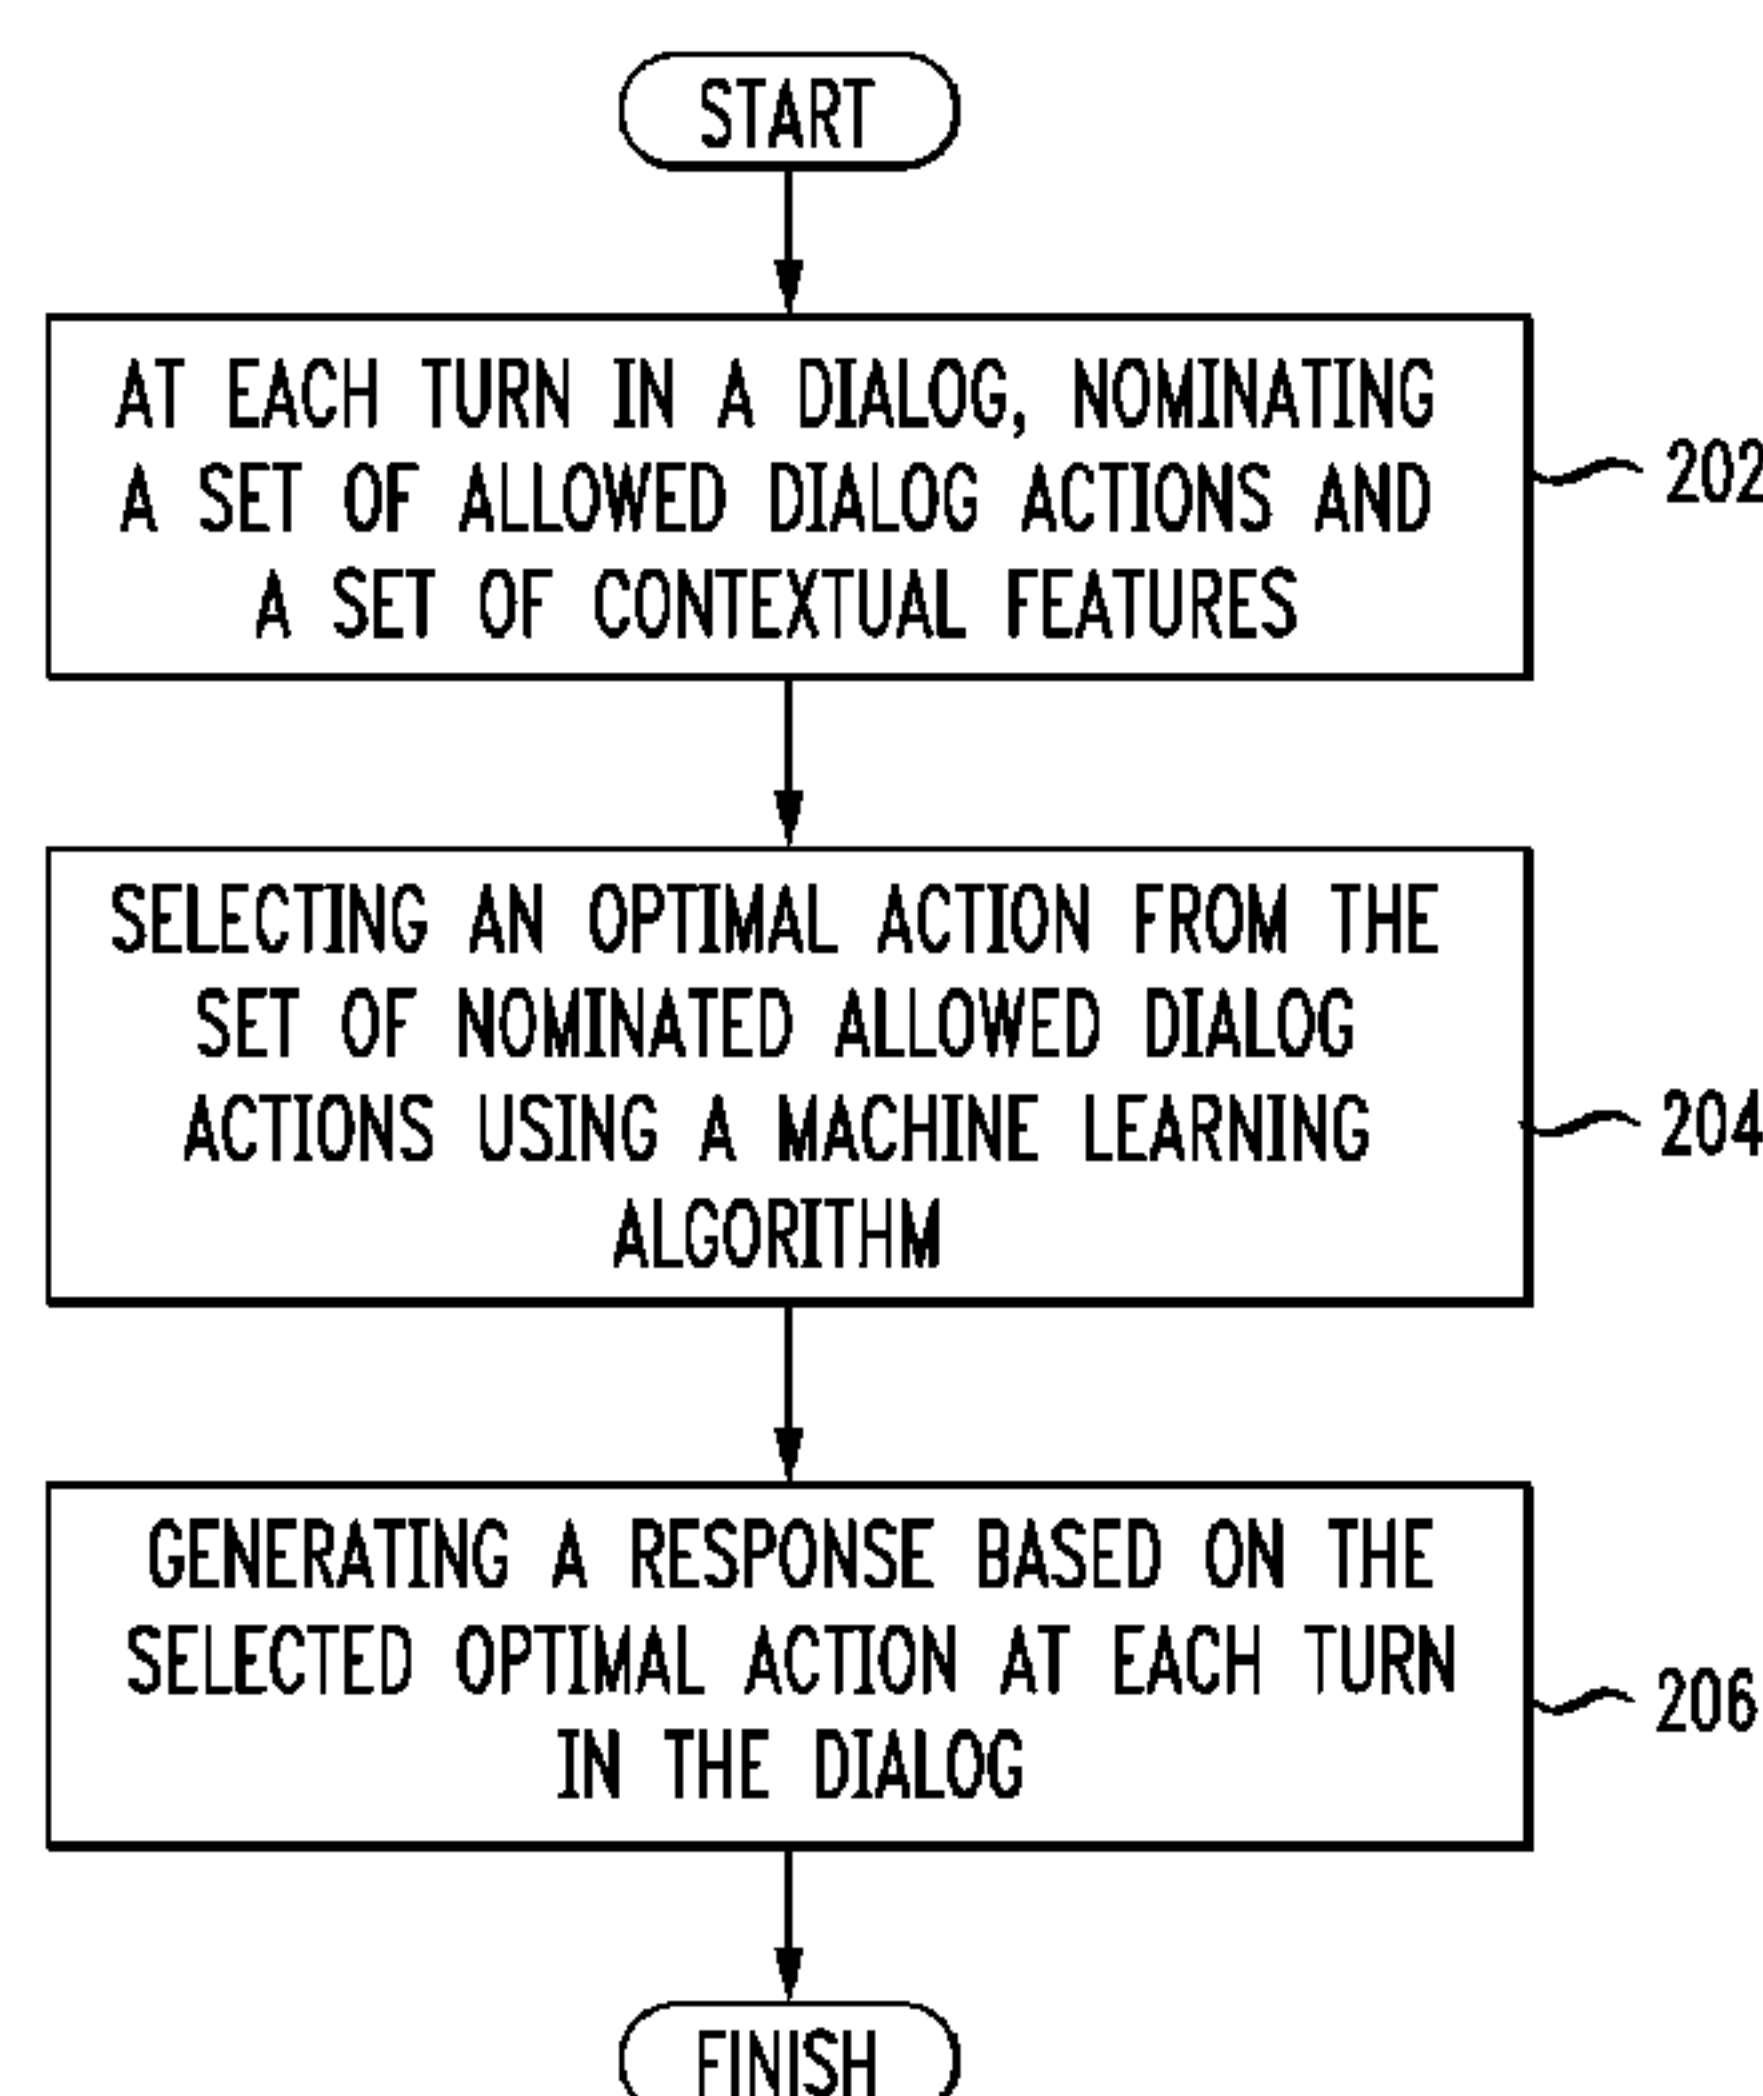 START
AT EACH TURN IN A DIALOG, NOMINATING
A SET OF ALLOWED DIALOG ACTIONS AND
A SET OF CONTEXTUAL FEATURES
202
SELECTING AN OPTIMAL ACTION FROM THE
SET OF NOMINATED ALLOWED DIALOG
ACTIONS USING A MACHINE LEARNING
ALGORITHM
204
GENERATING A RESPONSE BASED ON THE
SELECTED OPTIMAL ACTION AT EACH TURN
IN THE DIALOG
206
FINISH